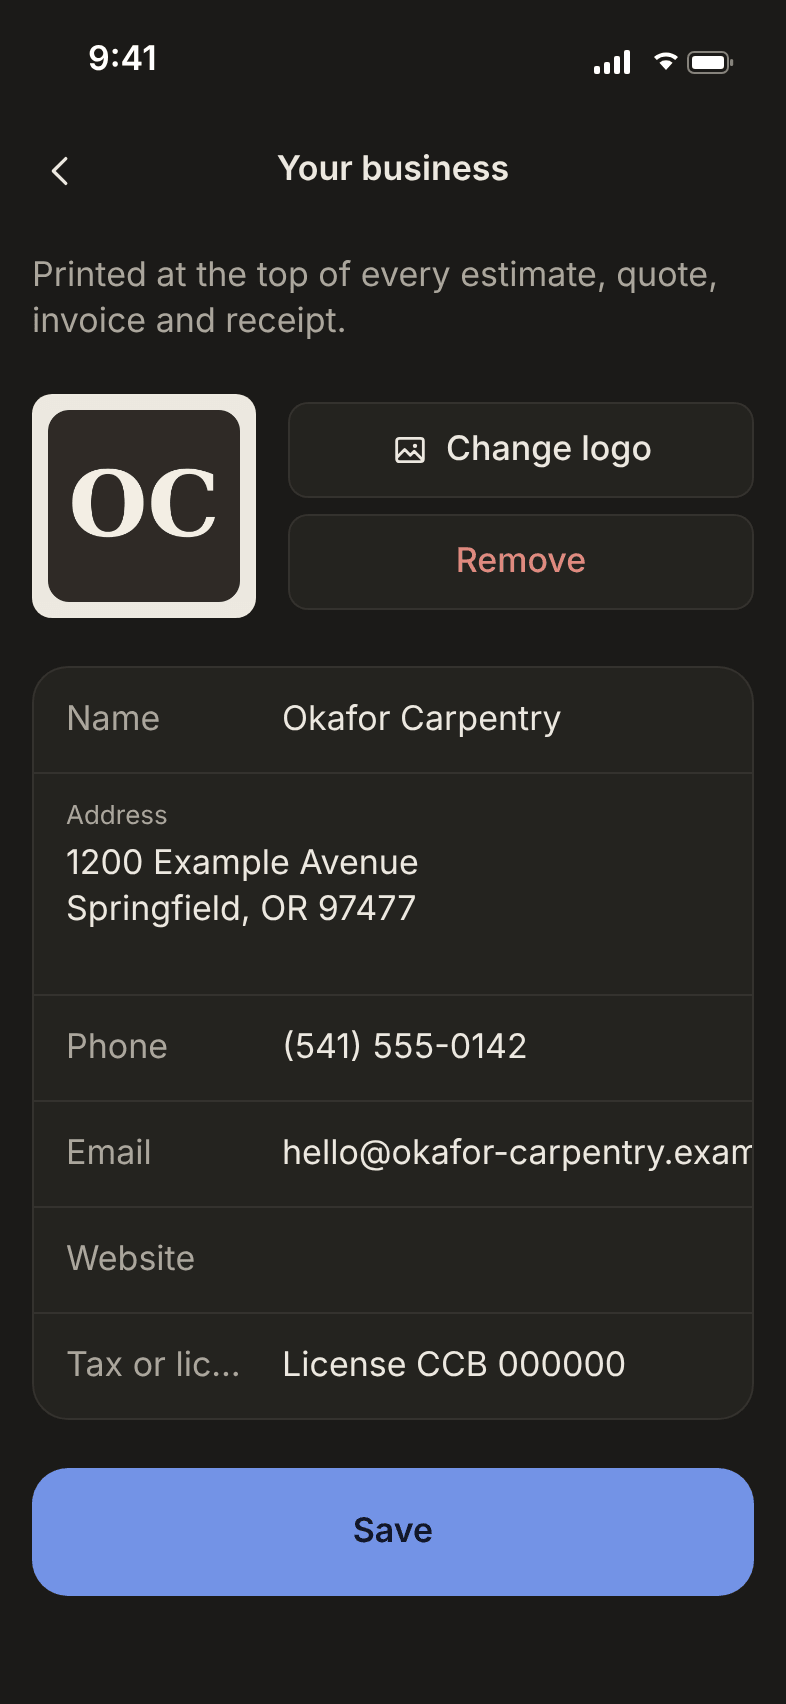 9:41
Your business
Printed at the top of every estimate, quote,
invoice and receipt.
OC
Change logo
Remove
Name Okafor Carpentry
Address
1200 Example Avenue
Springfield, OR 97477
Phone (541) 555-0142
Email hello@okafor-carpentry.exam
Website
Tax or lic... License CCB 000000
Save